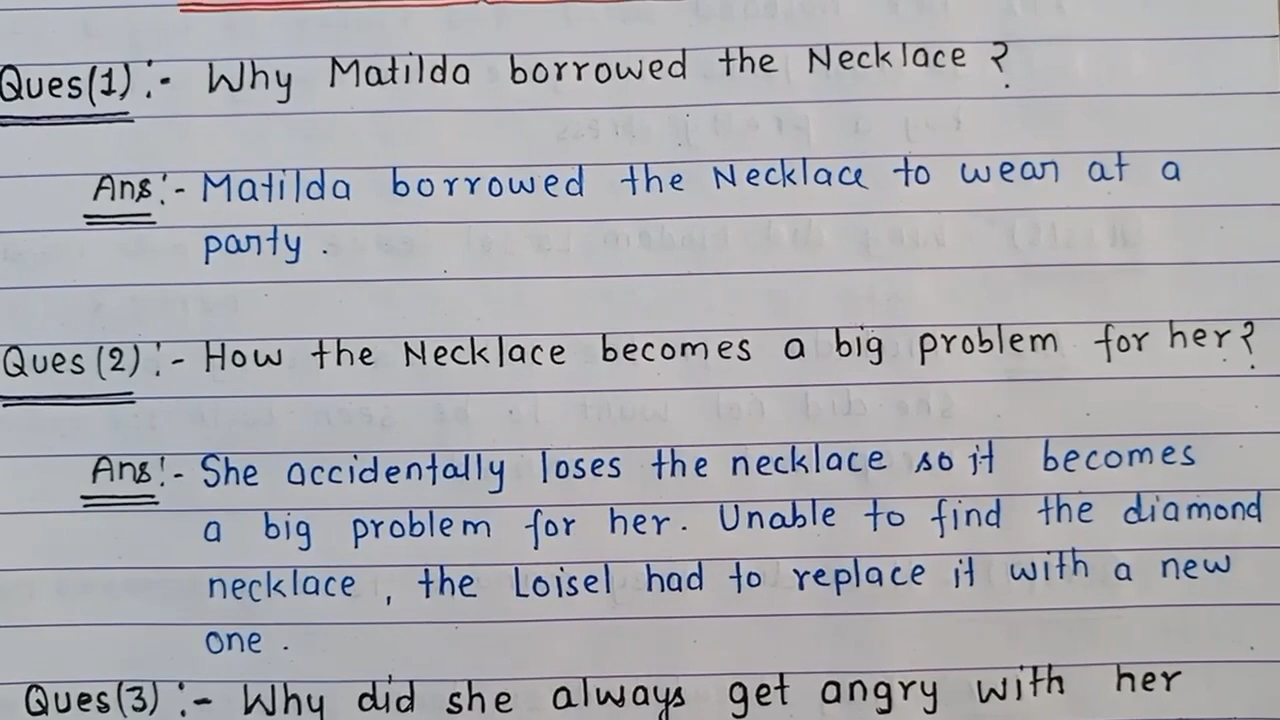 Ques(1) :- Why Matilda borrowed the Necklace ?
Ans :- Matilda borrowed the Necklace to wear at a
party .
Ques (2) :- How the Necklace becomes a big problem for her ?
Ans :- She accidentally loses the necklace so it becomes
a big problem for her. Unable to find the diamond
necklace , the Loisel had to replace it with a new
one .
Ques(3) :- Why did she always get angry with her